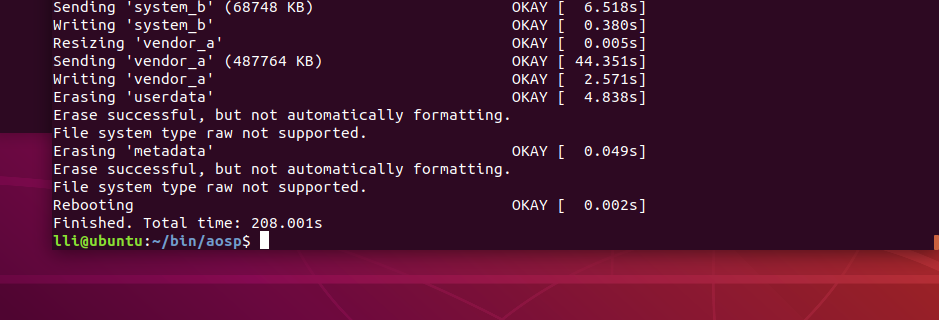 Sending 'system_b' (68748 KB) OKAY [  6.518s]
Writing 'system_b' OKAY [  0.380s]
Resizing 'vendor_a' OKAY [  0.005s]
Sending 'vendor_a' (487764 KB) OKAY [ 44.351s]
Writing 'vendor_a' OKAY [  2.571s]
Erasing 'userdata' OKAY [  4.838s]
Erase successful, but not automatically formatting.
File system type raw not supported.
Erasing 'metadata' OKAY [  0.049s]
Erase successful, but not automatically formatting.
File system type raw not supported.
Rebooting OKAY [  0.002s]
Finished. Total time: 208.001s
lli@ubuntu:~/bin/aosp$